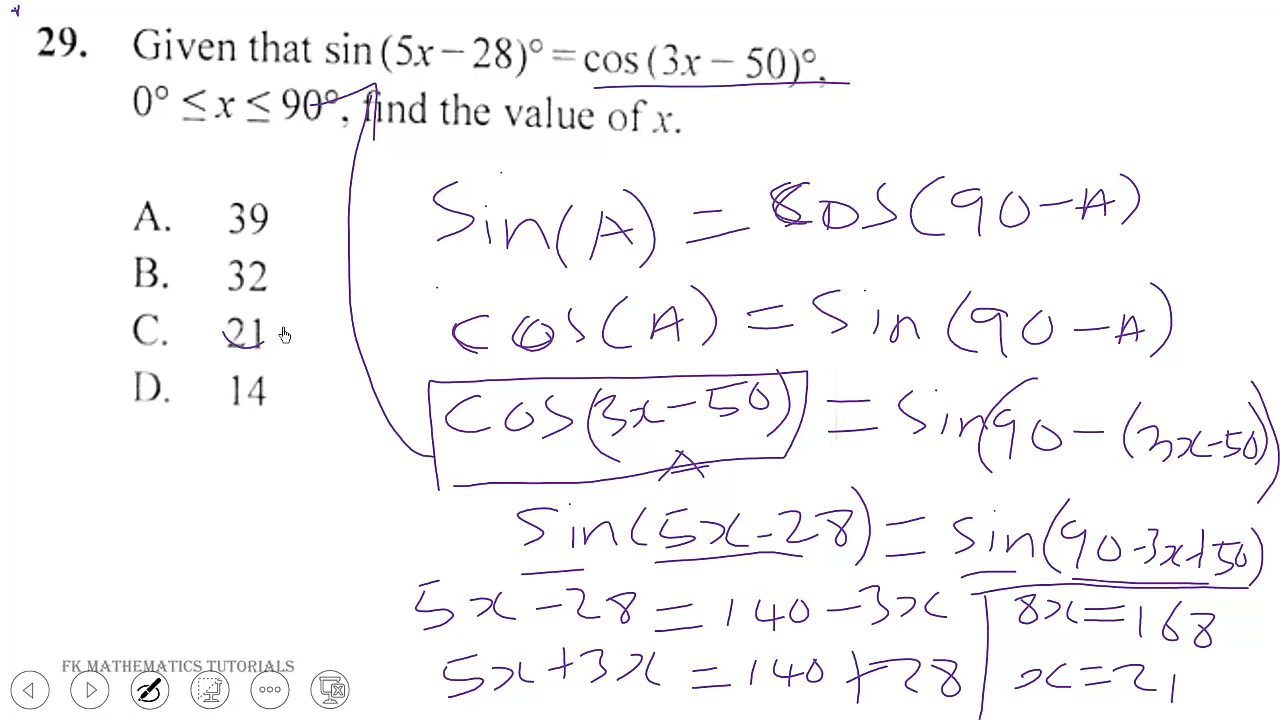 29. Given that sin (5x − 28)° = cos (3x − 50)°,
0° ≤ x ≤ 90°, find the value of x.
A. 39
B. 32
C. 21
D. 14
Sin(A) = COS(90-A)
COS(A) = Sin(90-A)
COS(3x-50) = Sin(90-(3x-50))
A
Sin(5x-28) = Sin(90-3x+50)
5x-28 = 140-3x
5x+3x = 140+28
8x=168
x=21
FK MATHEMATICS TUTORIALS